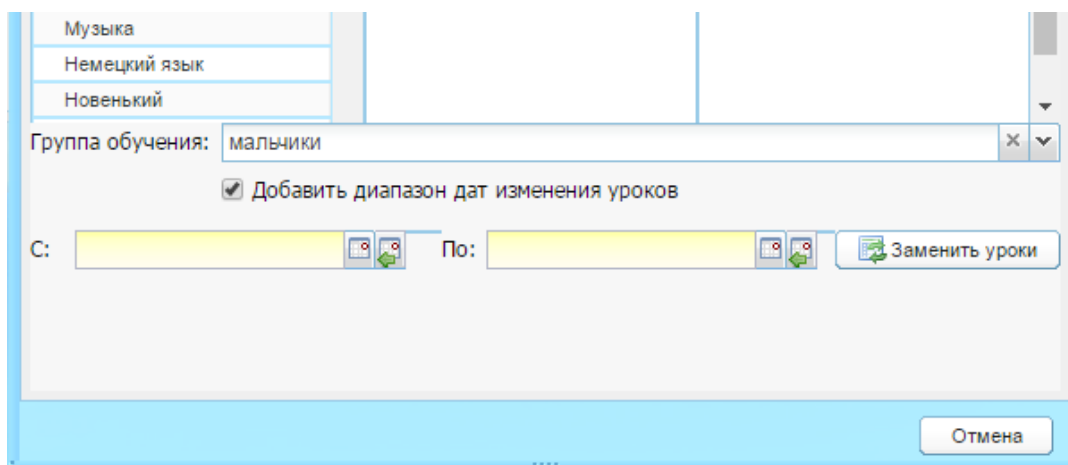 Музыка
Немецкий язык
Новенький
Группа обучения: мальчики
Добавить диапазон дат изменения уроков
С: По: Заменить уроки
Отмена